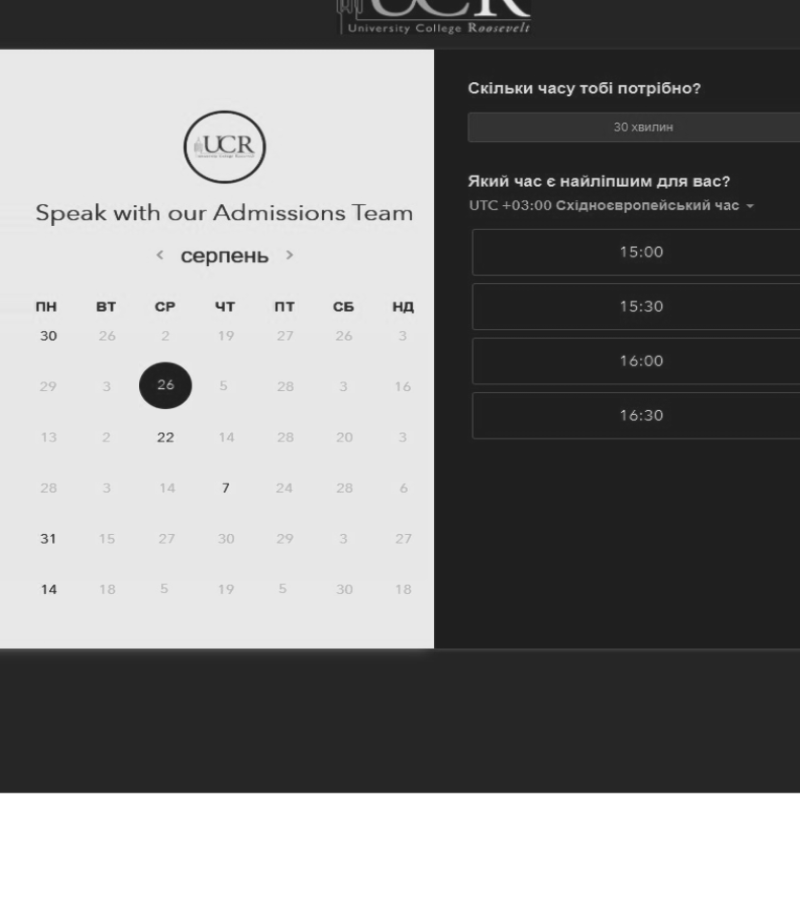 UCR
University College Roosevelt
UCR
Speak with our Admissions Team
< серпень >
ПН ВТ СР ЧТ ПТ СБ НД
30 26 2 19 27 26 3
29 3 26 5 28 3 16
13 2 22 14 28 20 3
28 3 14 7 24 28 6
31 15 27 30 29 3 27
14 18 5 19 5 30 18
Скільки часу тобі потрібно?
30 хвилин
Який час є найліпшим для вас?
UTC +03:00 Східноєвропейський час
15:00
15:30
16:00
16:30